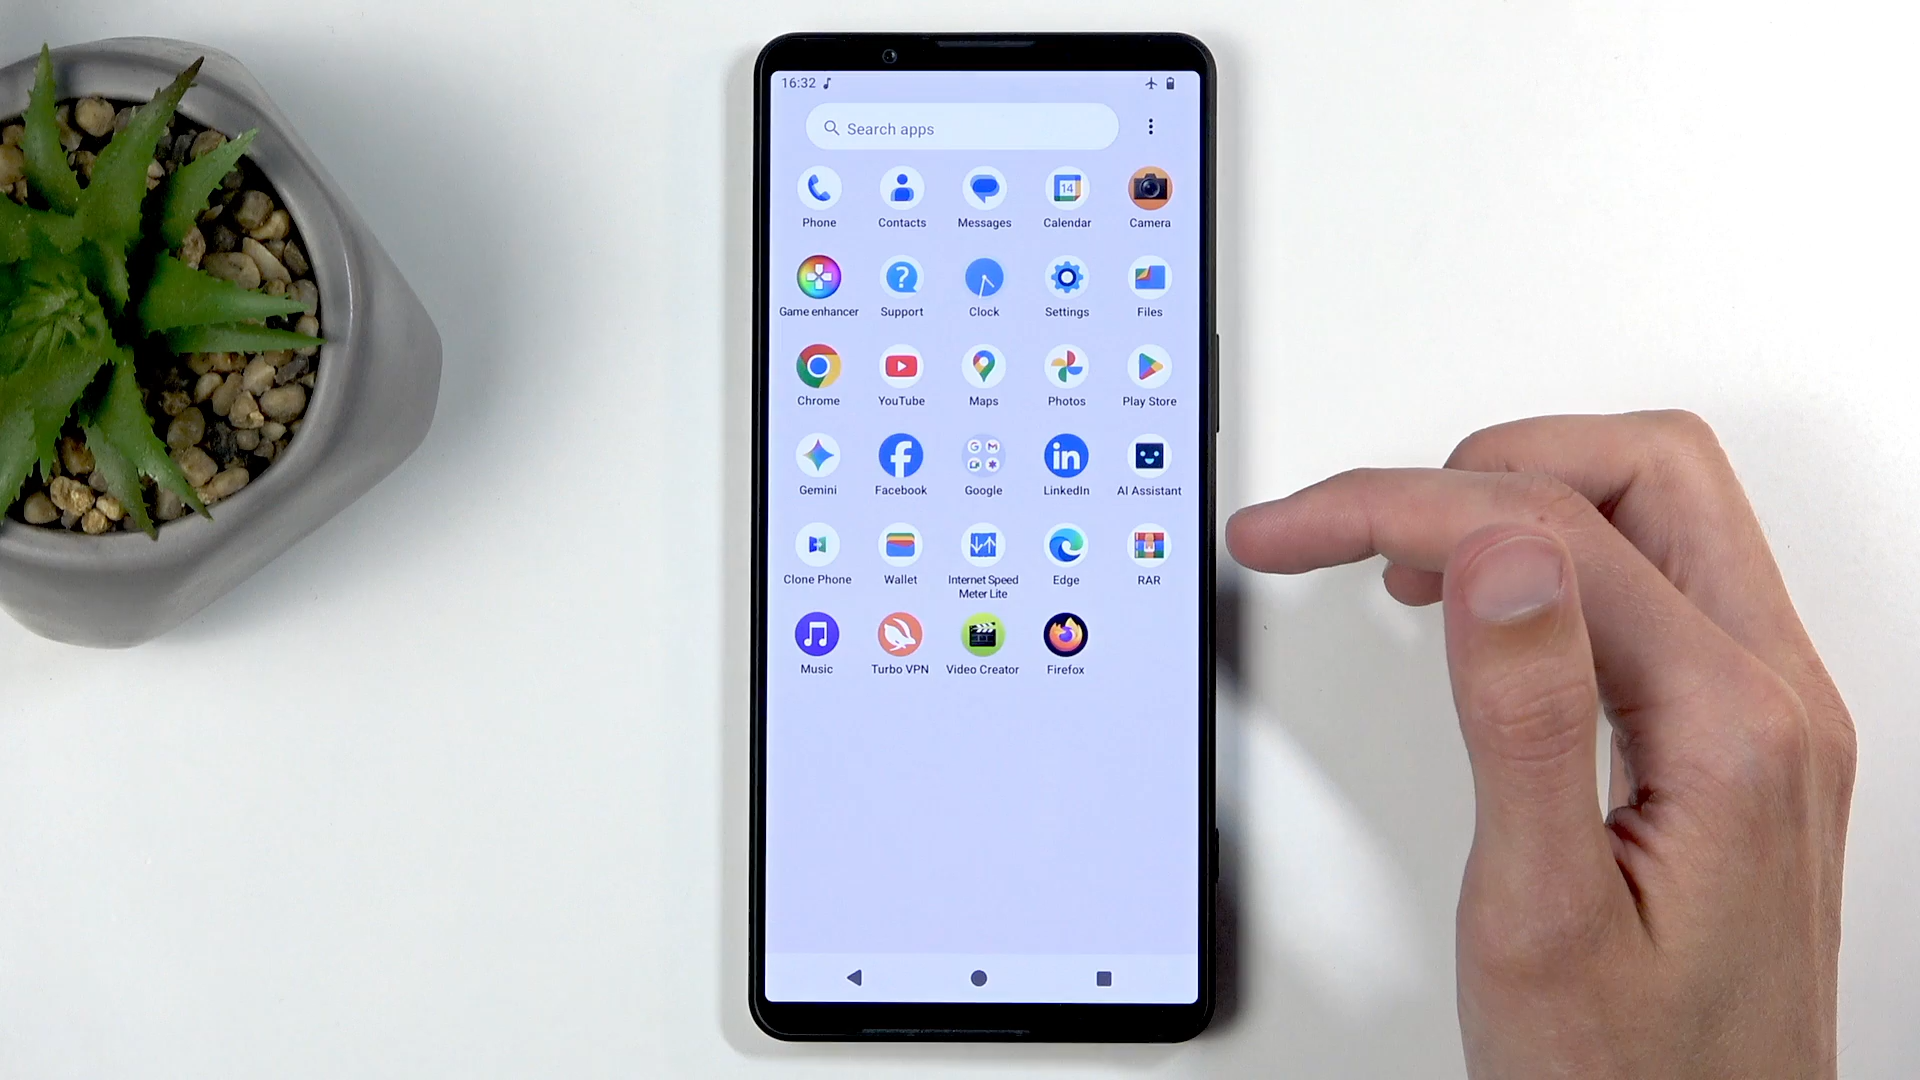 16:32
Search apps
Phone Contacts Messages Calendar Camera
14
Game enhancer Support Clock Settings Files
Chrome YouTube Maps Photos Play Store
Gemini Facebook Google LinkedIn AI Assistant
Clone Phone Wallet Internet Speed Meter Lite Edge RAR
Music Turbo VPN Video Creator Firefox